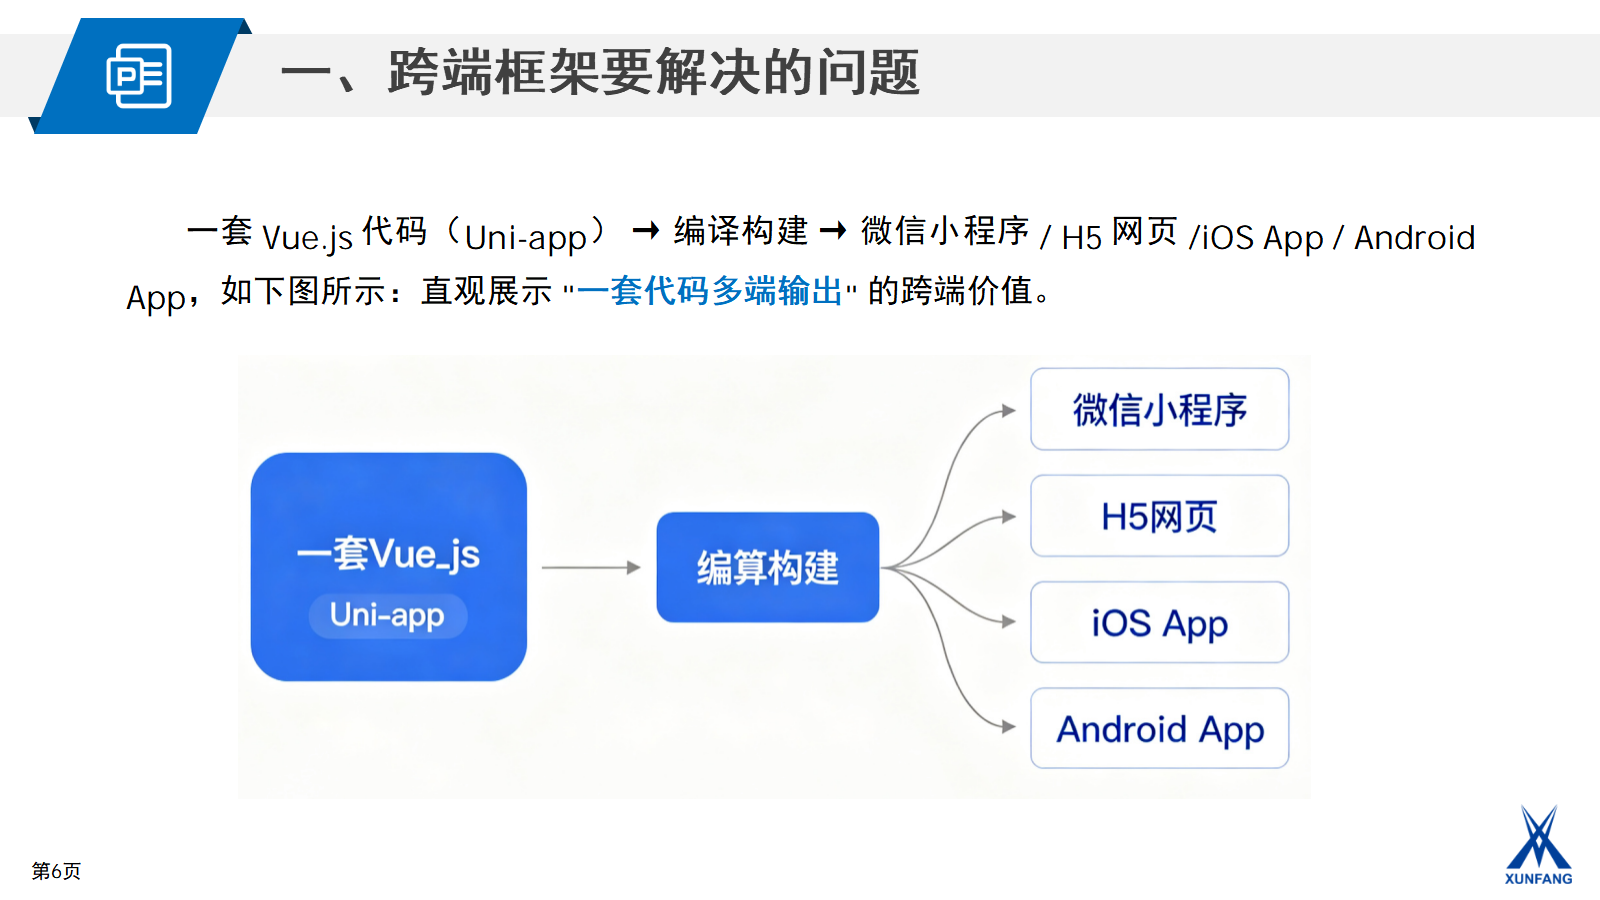 一、跨端框架要解决的问题
一套 Vue.js 代码（Uni-app） → 编译构建 → 微信小程序 / H5 网页 /iOS App / Android
App，如下图所示：直观展示 "一套代码多端输出" 的跨端价值。
一套Vue_js
Uni-app
编算构建
微信小程序
H5网页
iOS App
Android App
第6页
XUNFANG